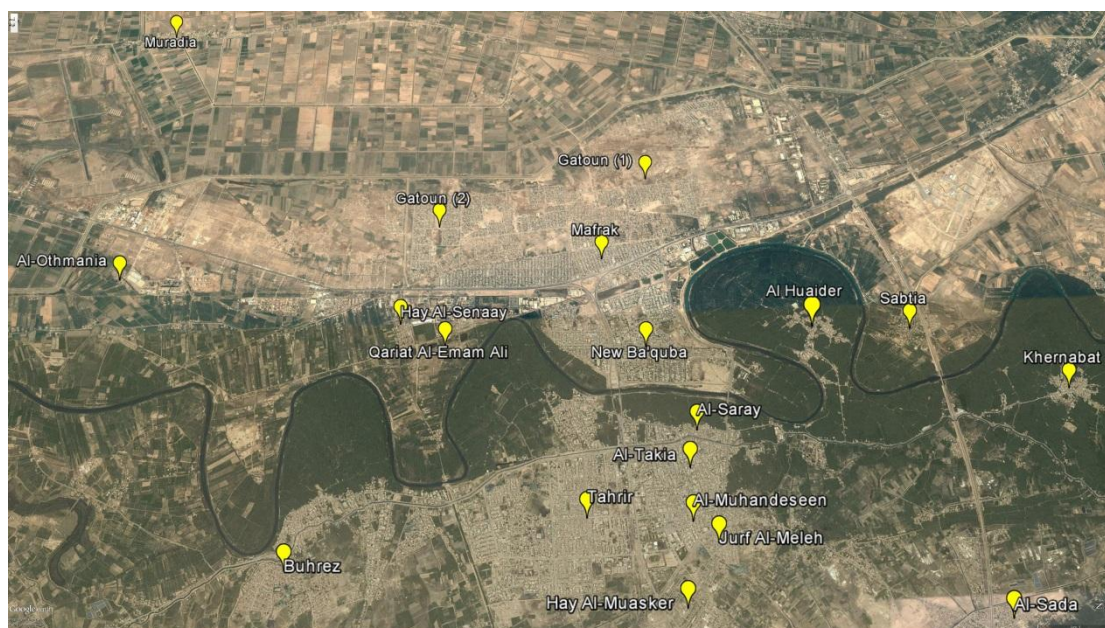 Muradia
Gatoun (1)
Gatoun (2)
Mafrak
Al-Othmania
Al Huaider
Sabtia
Hay Al-Senaay
Qariat Al-Emam Ali
New Ba'quba
Khernabat
Al-Saray
Al-Takia
Tahrir
Al-Muhandeseen
Jurf Al-Meleh
Buhrez
Hay Al-Muasker
Al-Sada
Google